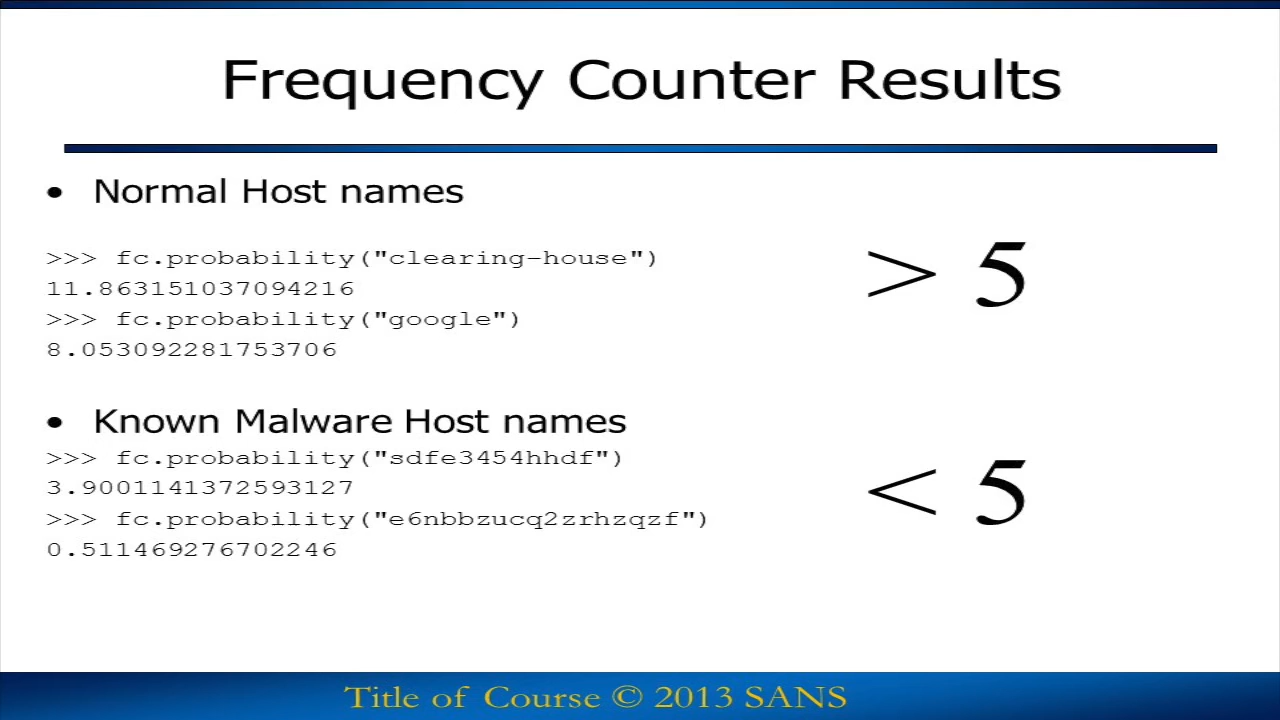 Frequency Counter Results
• Normal Host names
>>> fc.probability("clearing-house")
11.863151037094216
>>> fc.probability("google")
8.053092281753706
> 5
• Known Malware Host names
>>> fc.probability("sdfe3454hhdf")
3.9001141372593127
>>> fc.probability("e6nbbzucq2zrhzqzf")
0.511469276702246
< 5
Title of Course © 2013 SANS